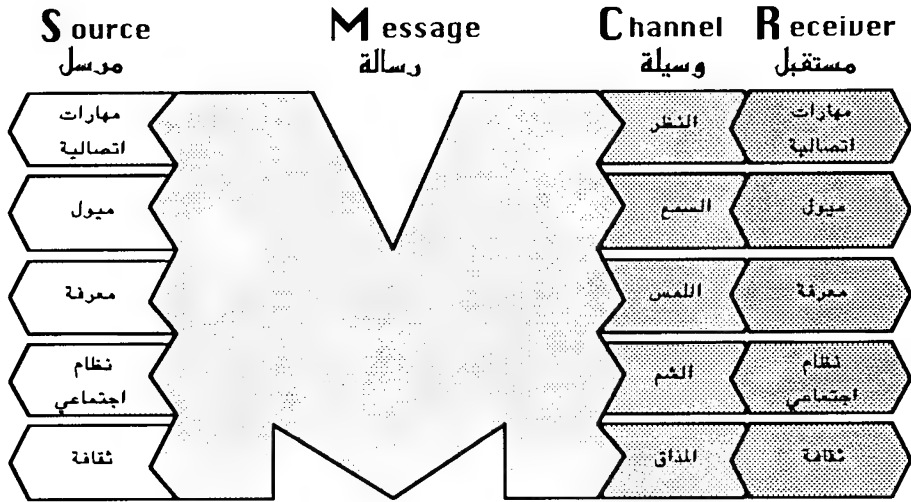 Source
Message
Channel
Receiver
مرسل
رسالة
وسيلة
مستقبل
مهارات
اتصالية
النظر
مهارات
اتصالية
ميول
السمع
ميول
معرفة
اللمس
معرفة
نظام
اجتماعي
الشم
نظام
اجتماعي
ثقافة
المذاق
ثقافة